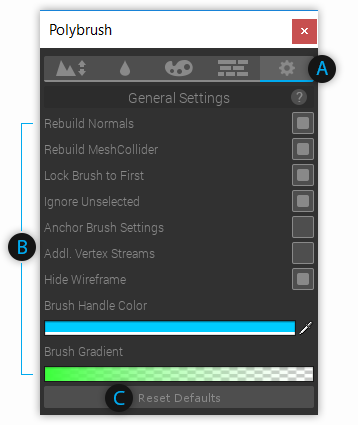 Polybrush
A
General Settings ?
Rebuild Normals
Rebuild MeshCollider
Lock Brush to First
Ignore Unselected
Anchor Brush Settings
B
Addl. Vertex Streams
Hide Wireframe
Brush Handle Color
Brush Gradient
C Reset Defaults